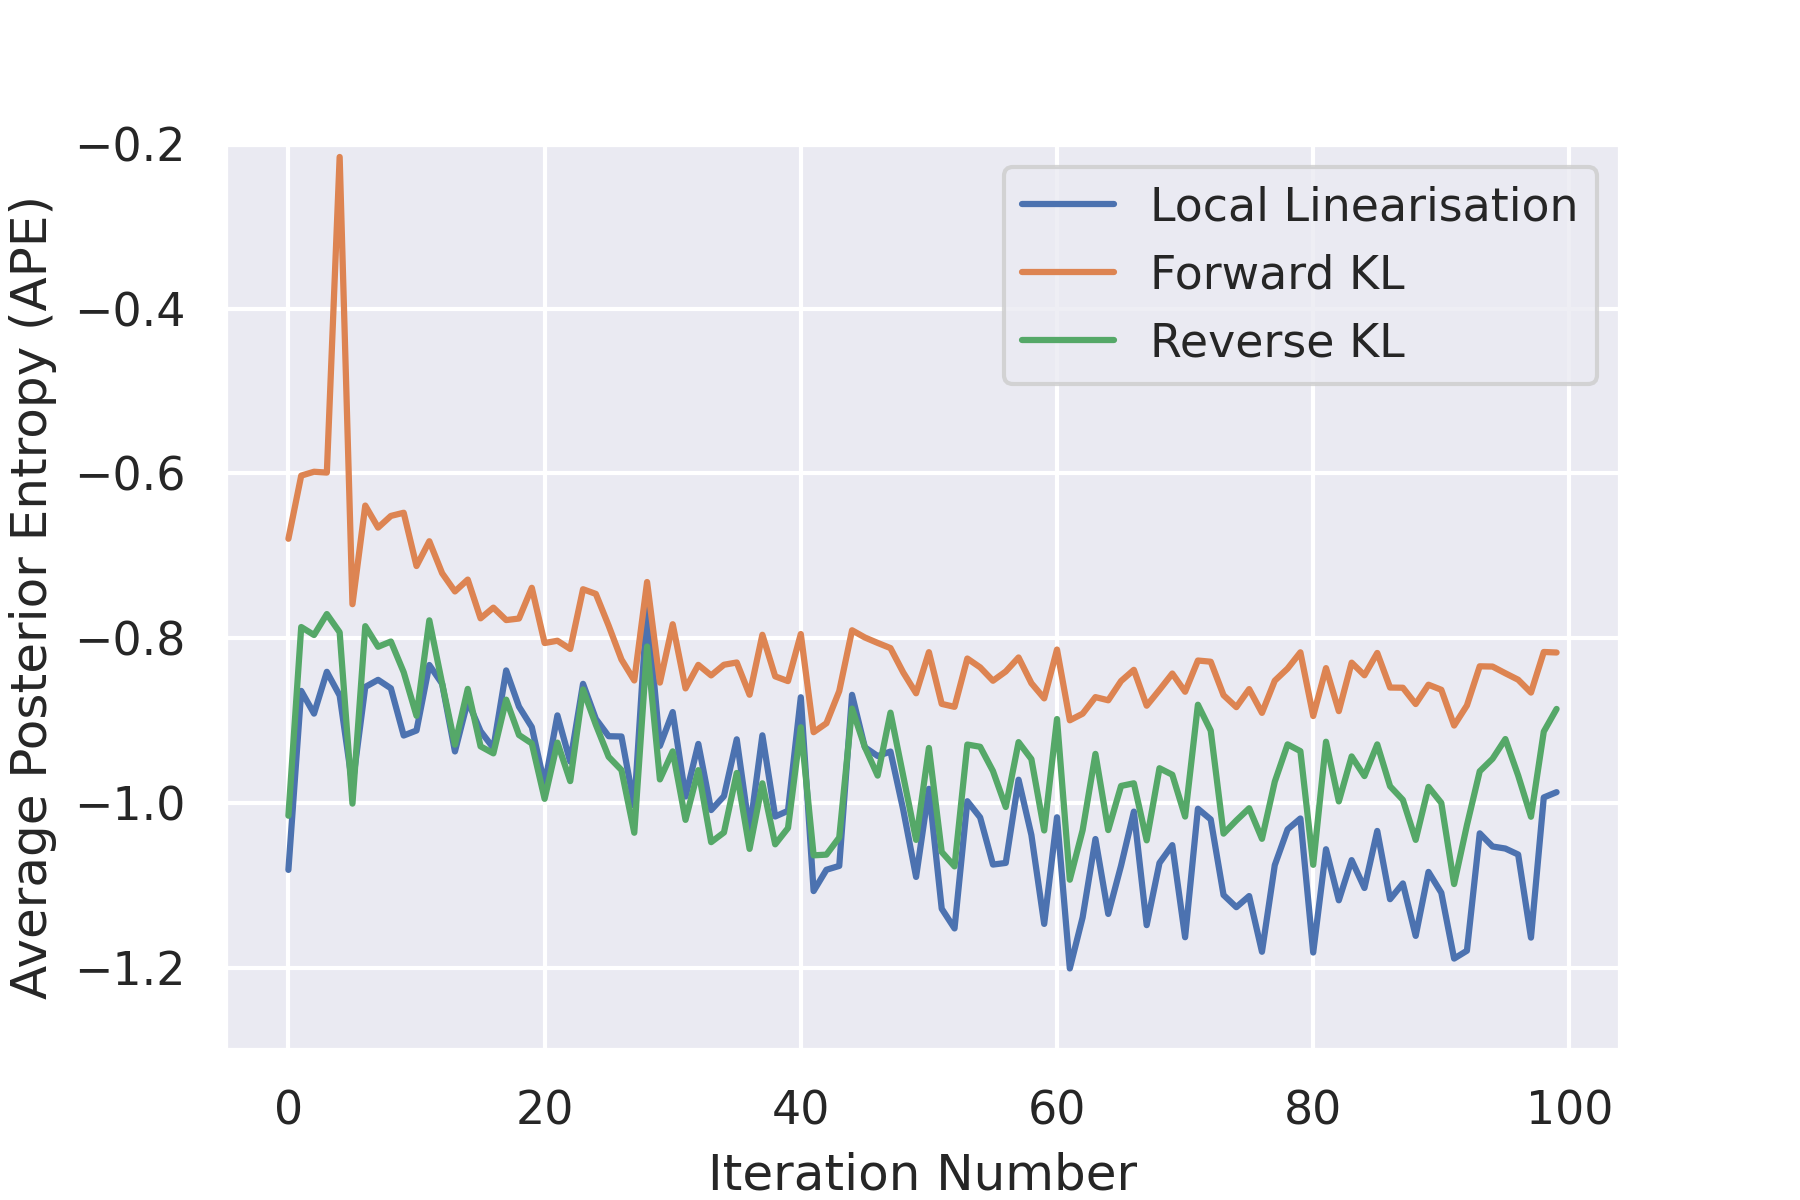 Average Posterior Entropy (APE)
−0.2
−0.4
−0.6
−0.8
−1.0
−1.2
Local Linearisation
Forward KL
Reverse KL
0 20 40 60 80 100
Iteration Number